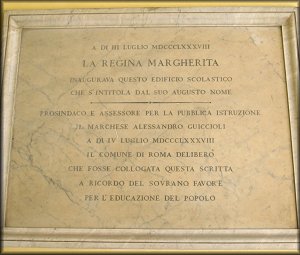 A DI III LUGLIO MDCCCLXXXVIII
LA REGINA MARGHERITA
INAUGURAVA QUESTO EDIFICIO SCOLASTICO
CHE S'INTITOLA DAL SUO AUGUSTO NOME
PROSINDACO E ASSESSORE PER LA PUBBLICA ISTRUZIONE
IL MARCHESE ALESSANDRO GUICCIOLI
A DI IV LUGLIO MDCCCLXXXVIII
IL COMUNE DI ROMA DELIBERÒ
CHE FOSSE COLLOCATA QUESTA SCRITTA
A RICORDO DEL SOVRANO FAVORE
PER L'EDUCAZIONE DEL POPOLO